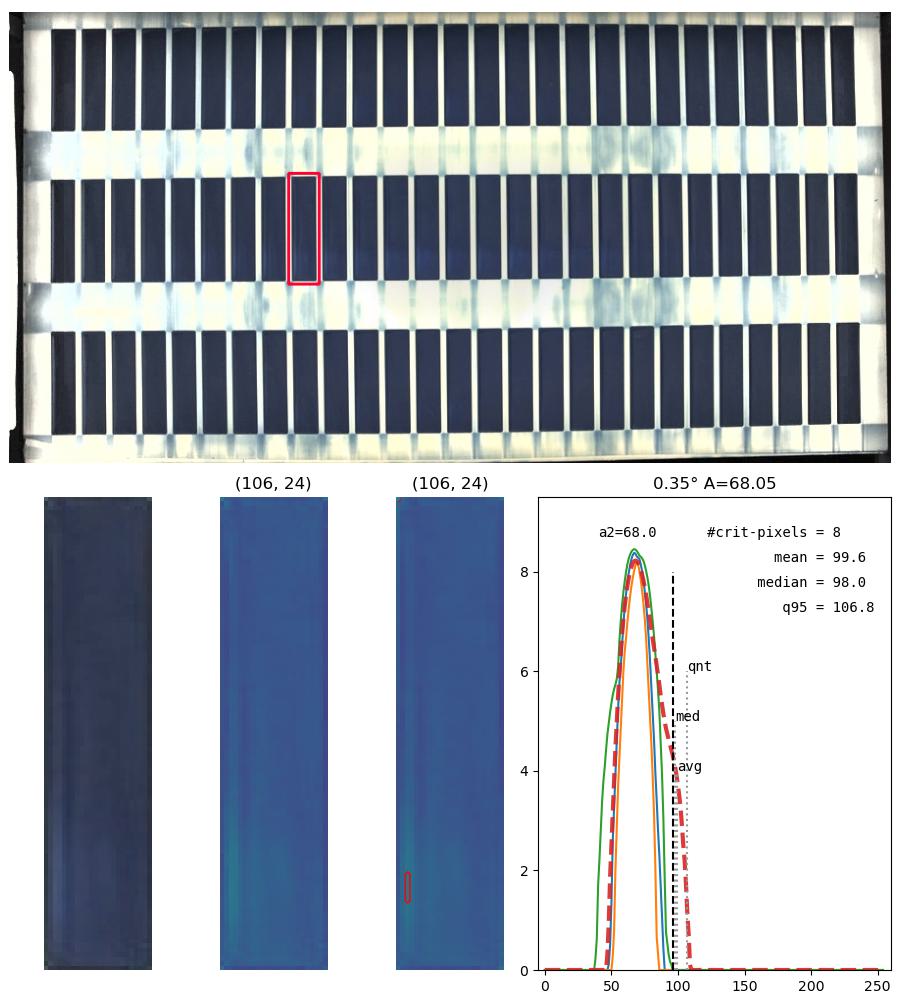 (106, 24)
(106, 24)
0.35° A=68.05
a2=68.0
#crit-pixels = 8
mean = 99.6
median = 98.0
q95 = 106.8
qnt
med
avg
8
6
4
2
0
0 50 100 150 200 250